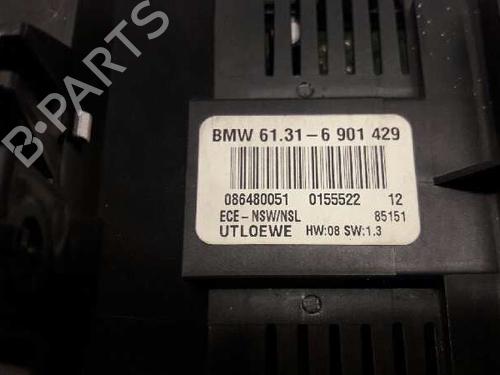 BMW 61.31-6 901 429
086480051 0155522 12
ECE-NSW/NSL 85151
UTLOEWE HW:08 SW:1.3
B-PARTS